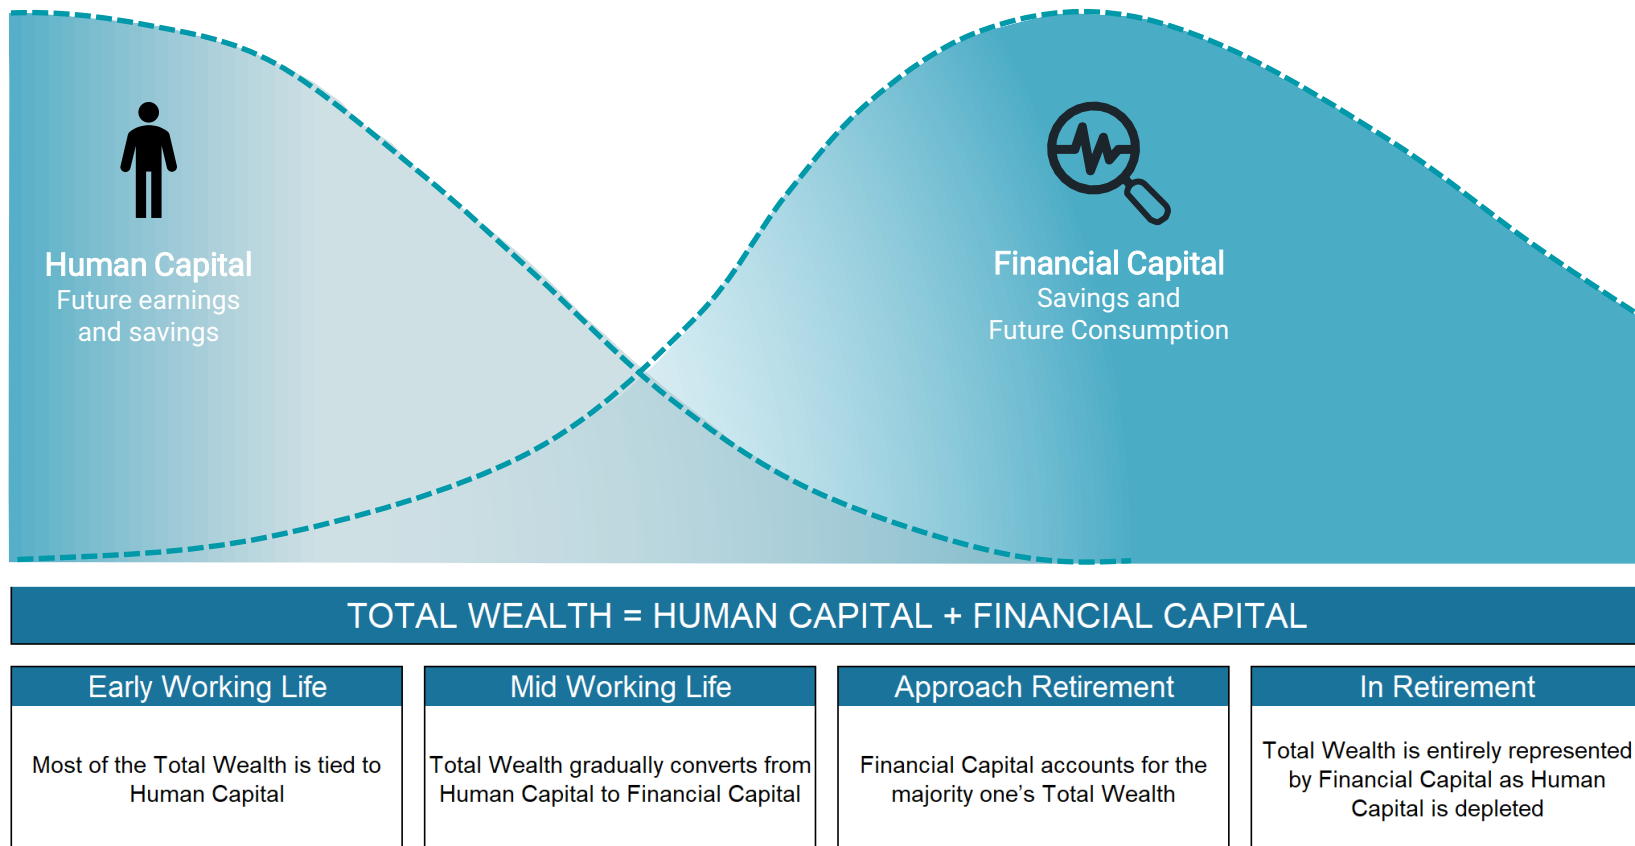 Human Capital
Future earnings
and savings
Financial Capital
Savings and
Future Consumption
TOTAL WEALTH = HUMAN CAPITAL + FINANCIAL CAPITAL
Early Working Life
Most of the Total Wealth is tied to
Human Capital
Mid Working Life
Total Wealth gradually converts from
Human Capital to Financial Capital
Approach Retirement
Financial Capital accounts for the
majority one's Total Wealth
In Retirement
Total Wealth is entirely represented
by Financial Capital as Human
Capital is depleted